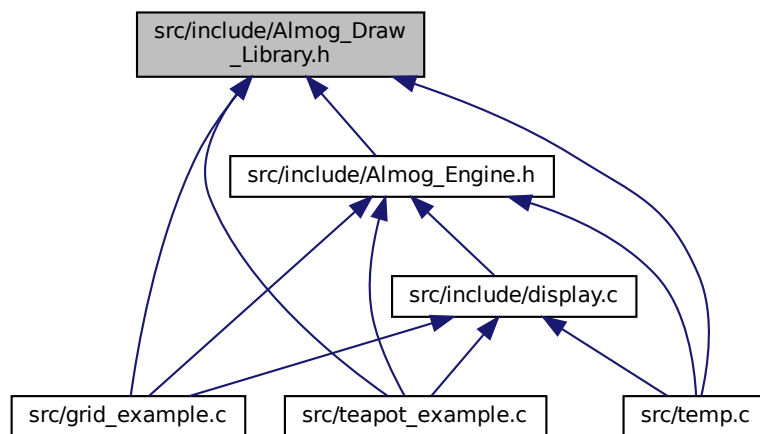 src/include/Almog_Draw
_Library.h
src/include/Almog_Engine.h
src/include/display.c
src/grid_example.c
src/teapot_example.c
src/temp.c